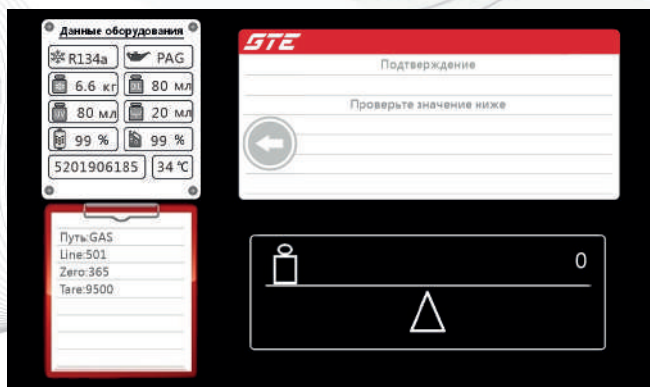 Данные оборудования
R134a
PAG
6.6 кг
80 мл
80 мл
20 мл
99 %
99 %
5201906185
34 °C
GTE
Подтверждение
Проверьте значение ниже
Путь:GAS
Line:501
Zero:365
Tare:9500
0